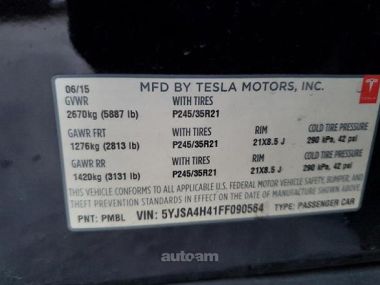 06/15 MFD BY TESLA MOTORS, INC.
GVWR WITH TIRES
2670kg (5887 lb) P245/35R21
GAWR FRT WITH TIRES RIM COLD TIRE PRESSURE
1276kg (2813 lb) P245/35R21 21X8.5 J 290 kPa, 42 psi
GAWR RR WITH TIRES RIM COLD TIRE PRESSURE
1420kg (3131 lb) P245/35R21 21X8.5 J 290 kPa, 42 psi
THIS VEHICLE CONFORMS TO ALL APPLICABLE U.S. FEDERAL MOTOR VEHICLE SAFETY, BUMPER, AND
THEFT PREVENTION STANDARDS IN EFFECT ON THE DATE OF MANUFACTURE SHOWN ABOVE.
PNT: PMBL VIN: 5YJSA4H41FF090564 TYPE: PASSENGER CAR
autoam